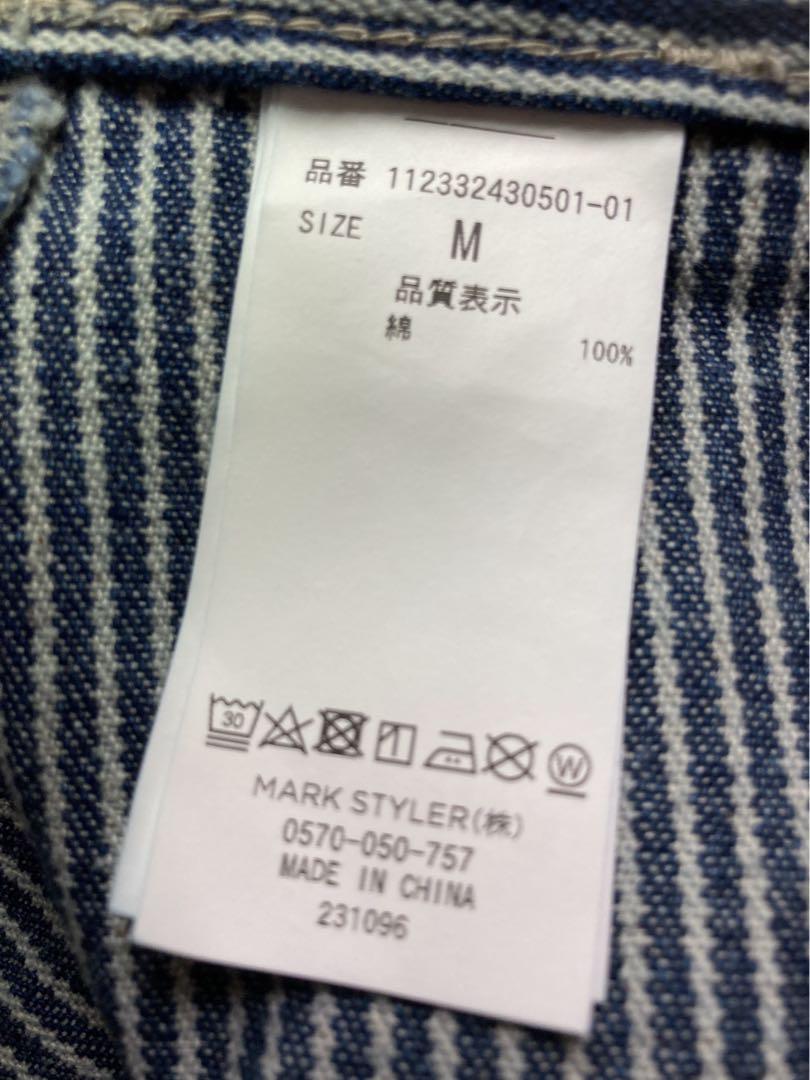 品番 112332430501-01
SIZE M
品質表示
綿 100%
30 W
MARK STYLER(株)
0570-050-757
MADE IN CHINA
231096